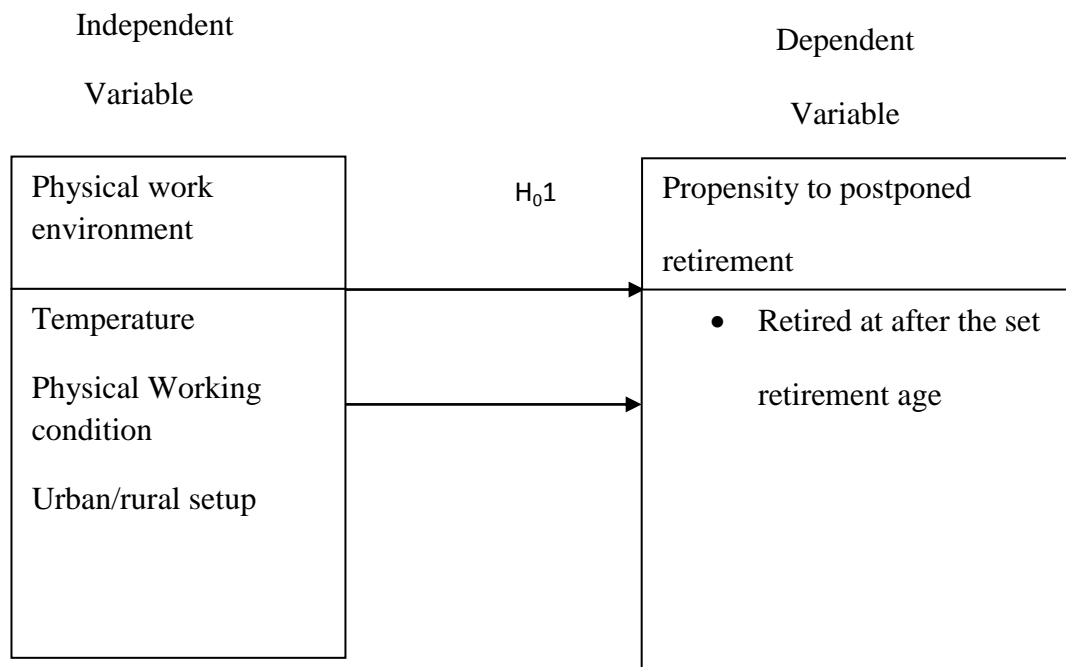 Independent
Variable
Dependent
Variable
Physical work
environment
H₀1
Propensity to postponed
retirement
Temperature
Physical Working
condition
Urban/rural setup
• Retired at after the set
retirement age